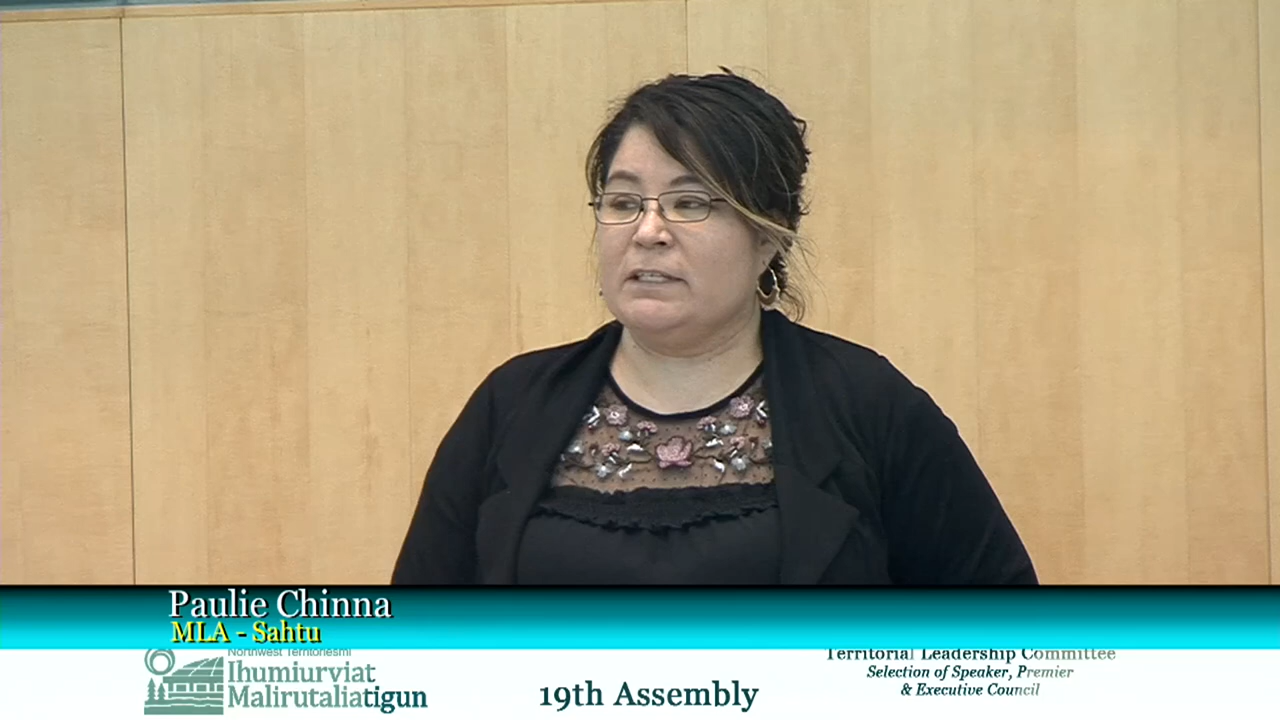 Paulie Chinna
MLA - Sahtu
Northwest Territories
Ihumiurviat
Malirutaliatigun
19th Assembly
Territorial Leadership Committee
Selection of Speaker, Premier
& Executive Council